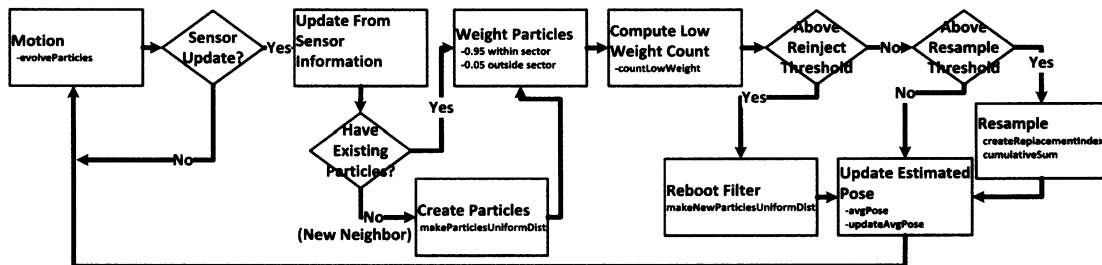 Motion
-evolveParticles
Sensor
Update?
Yes
No
Update From
Sensor
Information
Have
Existing
Particles?
Yes
No
(New Neighbor)
Create Particles
makeParticlesUniformDist
Weight Particles
-0.95 within sector
-0.05 outside sector
Compute Low
Weight Count
-countLowWeight
Above
Reinject
Threshold
No
Yes
Reboot Filter
makeNewParticlesUniformDist
Above
Resample
Threshold
Yes
No
Resample
createReplacementIndex
cumulativeSum
Update Estimated
Pose
-avgPose
-updateAvgPose